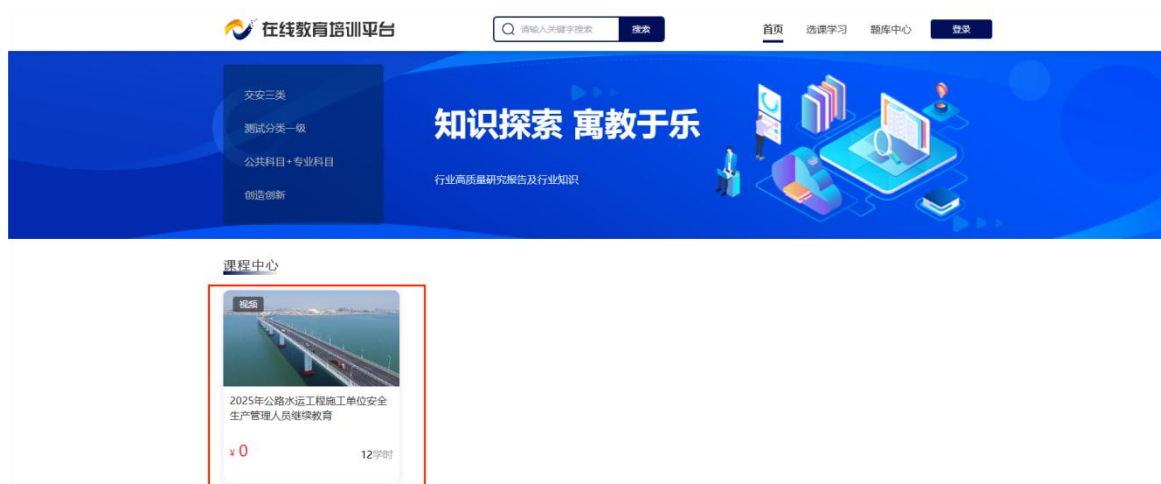 在线教育培训平台
请输入关键字搜索
搜索
首页
选课学习
题库中心
登录
交安三类
测试分类一级
公共科目+专业科目
创造创新
知识探索 寓教于乐
行业高质量研究报告及行业知识
课程中心
视频
2025年公路水运工程施工单位安全
生产管理人员继续教育
¥ 0
12学时